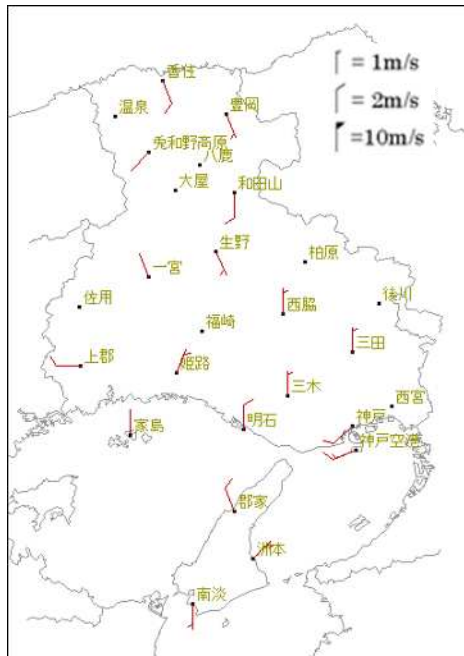 香住
= 1m/s
温泉
豊岡
= 2m/s
兎和野高原
=10m/s
八鹿
大屋
和田山
生野
柏原
一宮
佐用
西脇
後川
福崎
三田
上郡
姫路
三木
西宮
家島
明石
神戸
神戸空港
郡家
洲本
南淡